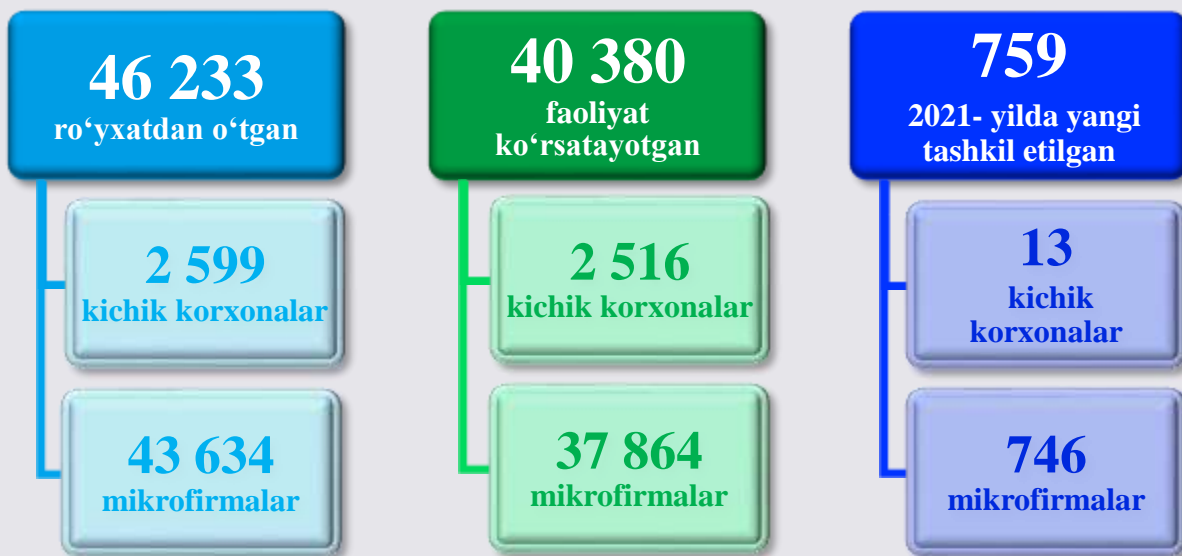 46 233
ro‘yxatdan o‘tgan
2 599
kichik korxonalar
43 634
mikrofirmalar
40 380
faoliyat
ko‘rsatayotgan
2 516
kichik korxonalar
37 864
mikrofirmalar
759
2021- yilda yangi
tashkil etilgan
13
kichik
korxonalar
746
mikrofirmalar